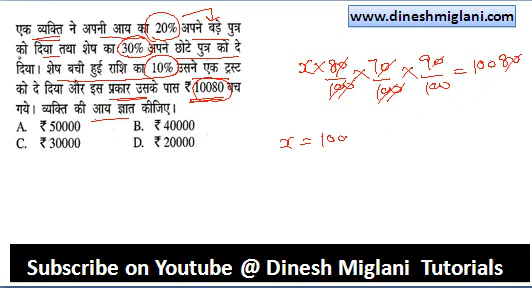 www.dineshmiglani.com
एक व्यक्ति ने अपनी आय का 20% अपने बड़े पुत्र
को दिया तथा शेष का 30% अपने छोटे पुत्र को दे
दिया। शेष बची हुई राशि का 10% उसने एक ट्रस्ट
को दे दिया और इस प्रकार उसके पास ₹ 10080 बच
गये। व्यक्ति की आय ज्ञात कीजिए।
A. ₹ 50000 B. ₹ 40000
C. ₹ 30000 D. ₹ 20000
x × 80/100 × 70/100 × 90/100 = 10080
x = 100
Subscribe on Youtube @ Dinesh Miglani Tutorials